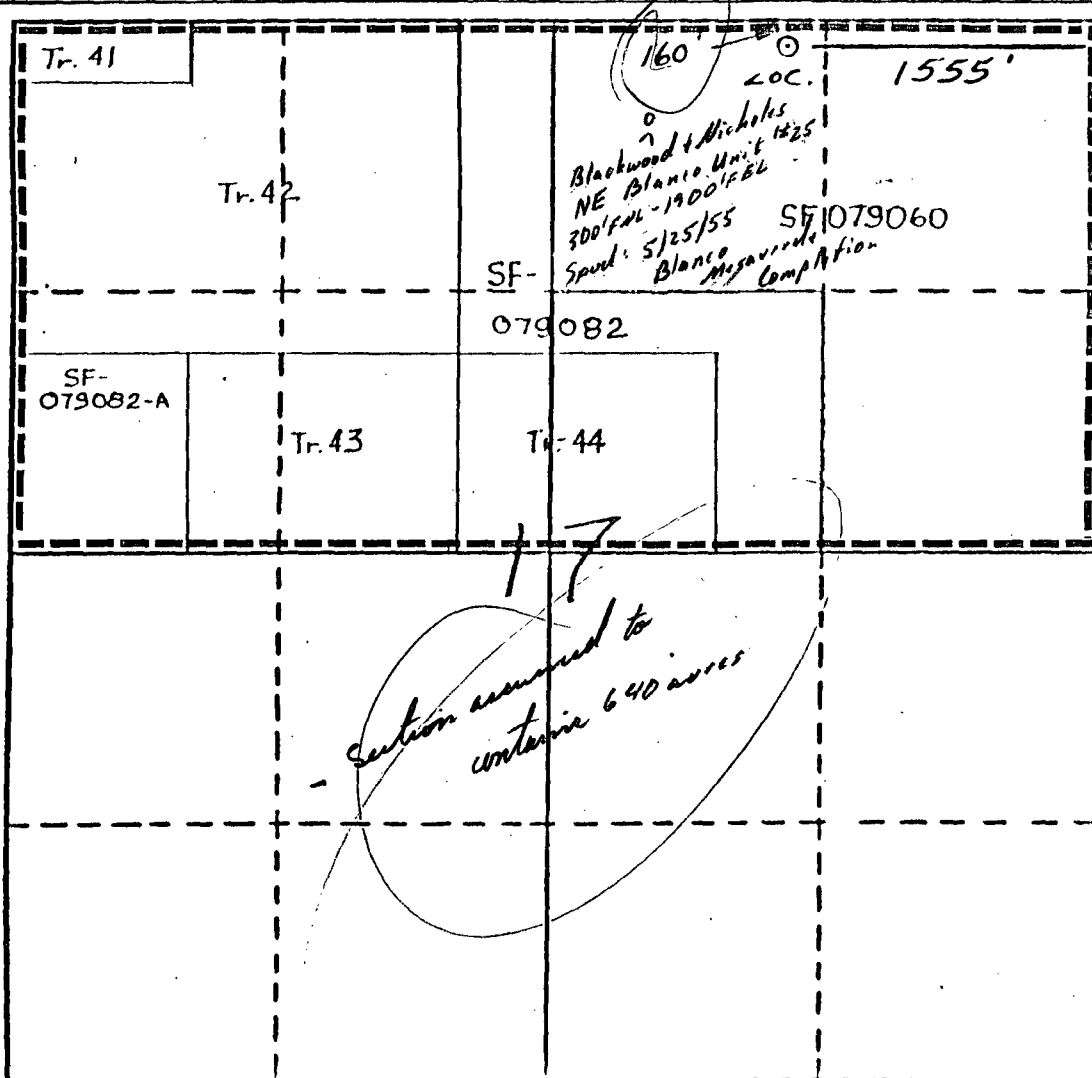 Tr. 41
160'
LOC.
1555'
Blackwood & Nicholas
NE Blanco Unit #25
300'FNL-1900'FEL
Spud: 5/25/55
Blanco Mesaverde
Completion
Tr. 42
SF 079060
SF-
079082
SF-
079082-A
Tr. 43
Tr. 44
17
- Section assumed to
contain 640 acres